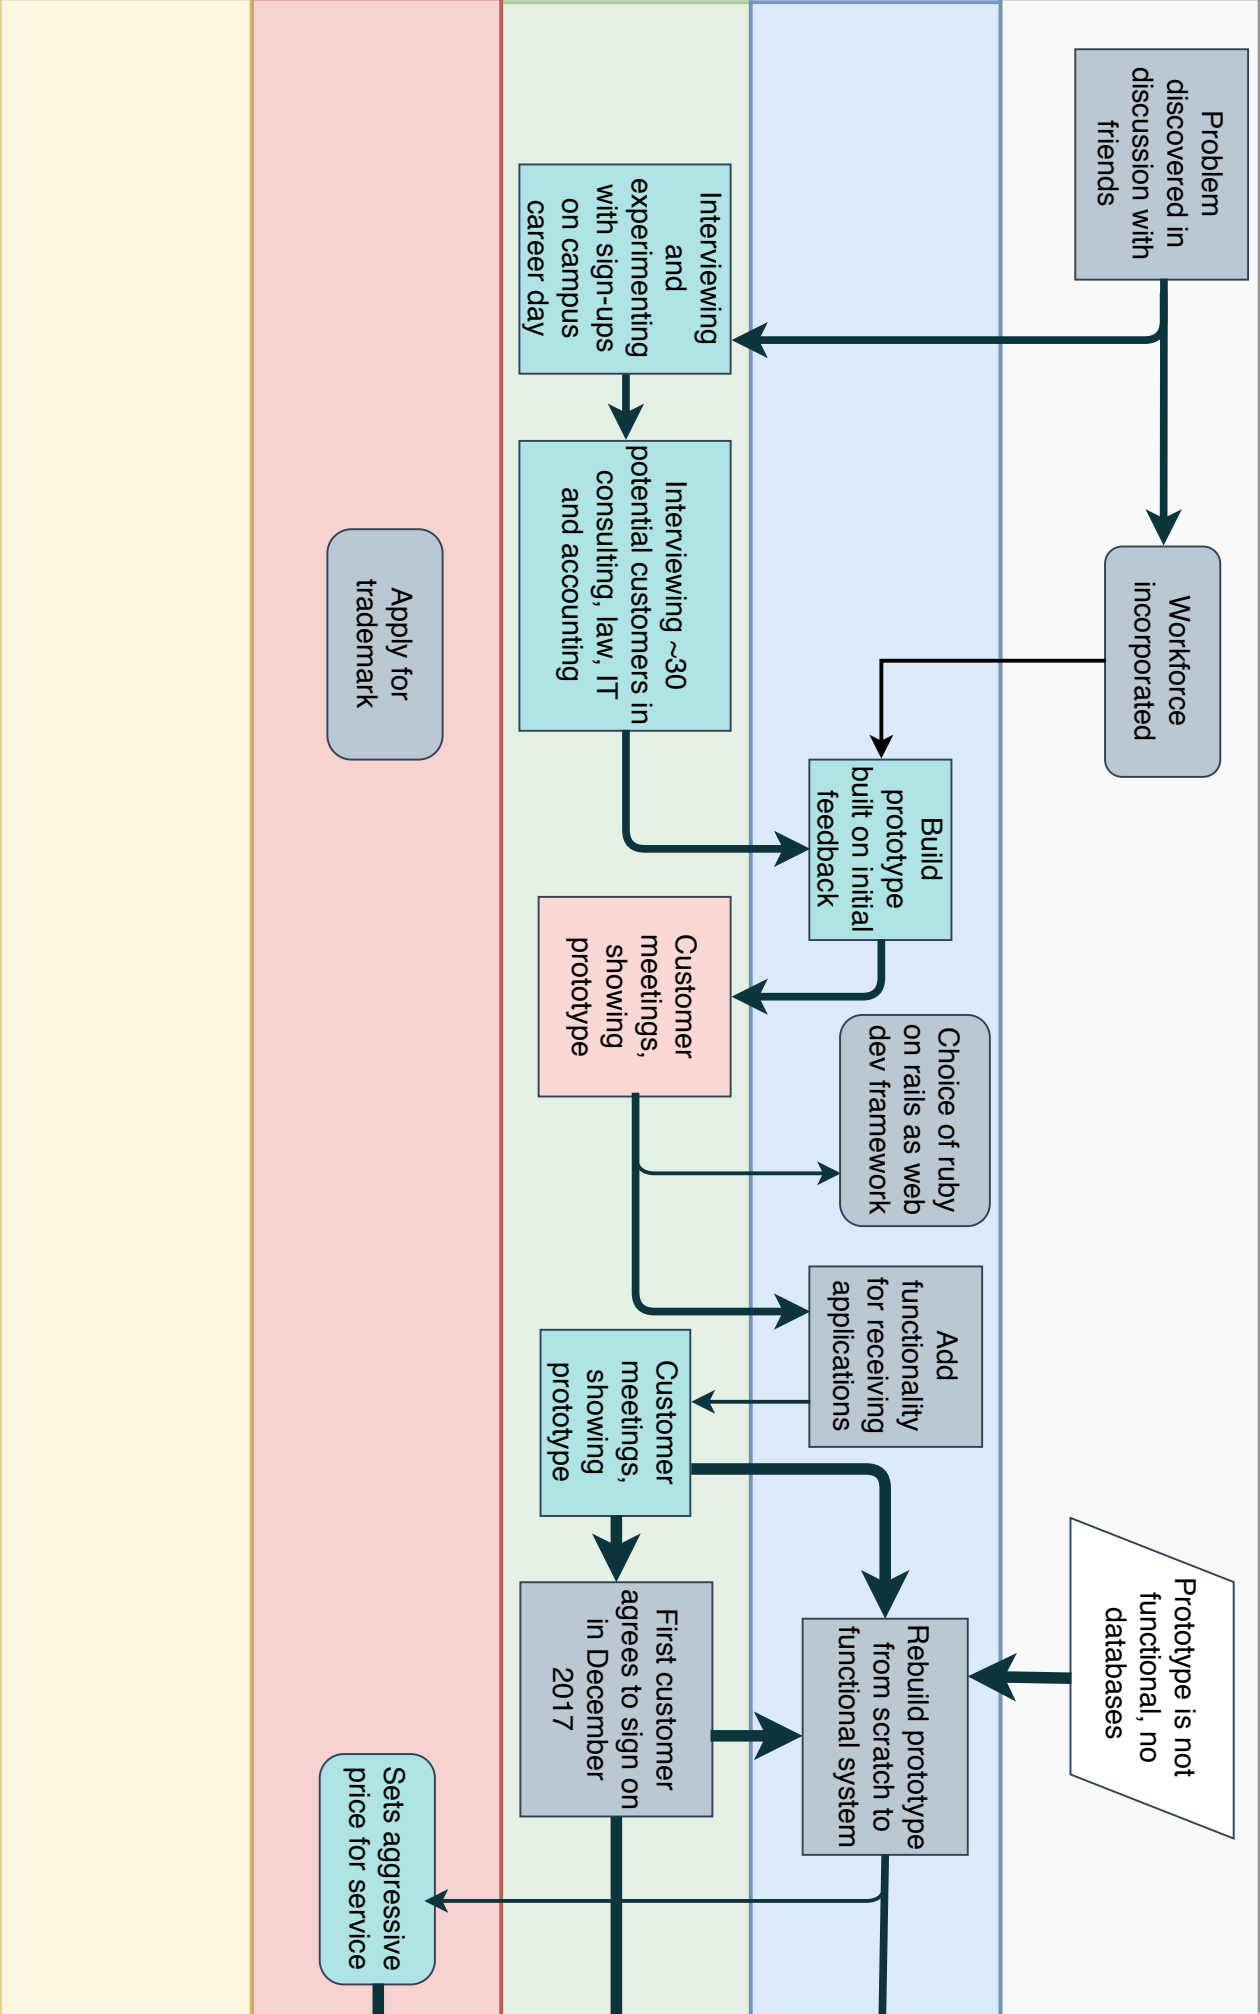 Problem
discovered in
discussion with
friends
Workforce
incorporated
Prototype is not
functional, no
databases
Build
prototype
built on initial
feedback
Choice of ruby
on rails as web
dev framework
Add
functionality
for receiving
applications
Rebuild prototype
from scratch to
functional system
Interviewing
and
experimenting
with sign-ups
on campus
career day
Interviewing ~30
potential customers in
consulting, law, IT
and accounting
Customer
meetings,
showing
prototype
Customer
meetings,
showing
prototype
First customer
agrees to sign on
in December
2017
Apply for
trademark
Sets aggressive
price for service